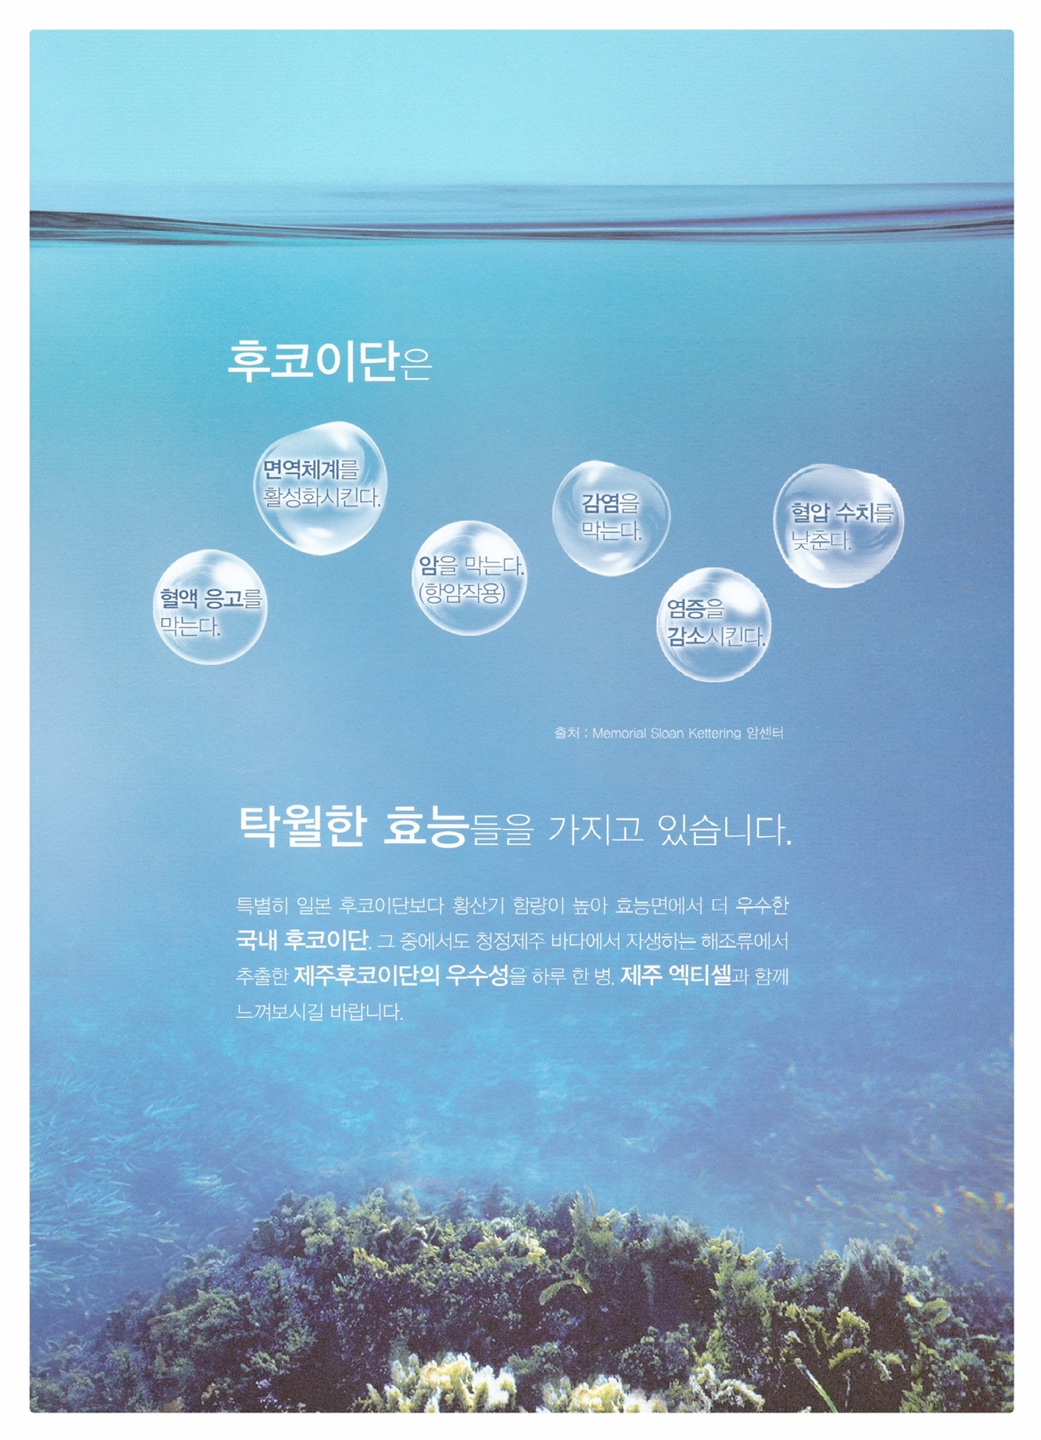 후코이단은
면역체계를
활성화시킨다.
감염을
막는다.
혈압 수치를
낮춘다.
혈액 응고를
막는다.
암을 막는다.
(항암작용)
염증을
감소시킨다.
출처 : Memorial Sloan Kettering 암센터
탁월한 효능들을 가지고 있습니다.
특별히 일본 후코이단보다 황산기 함량이 높아 효능면에서 더 우수한
국내 후코이단. 그 중에서도 청정제주 바다에서 자생하는 해조류에서
추출한 제주후코이단의 우수성을 하루 한 병, 제주 엑티셀과 함께
느껴보시길 바랍니다.